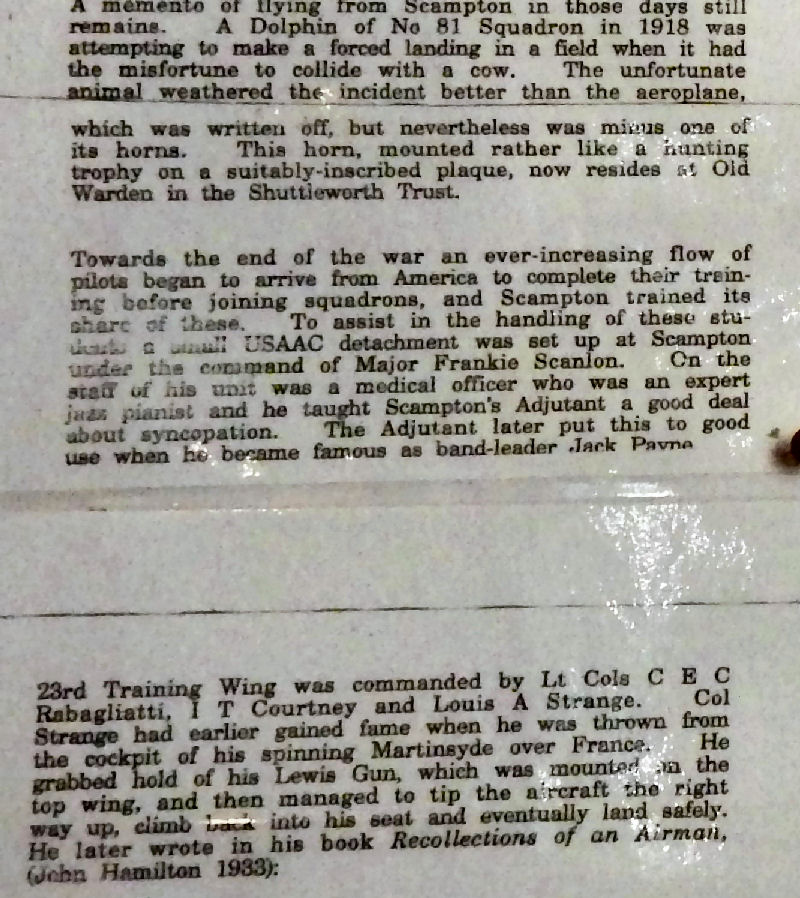 A memento of flying from Scampton in those days still
remains. A Dolphin of No 81 Squadron in 1918 was
attempting to make a forced landing in a field when it had
the misfortune to collide with a cow. The unfortunate
animal weathered the incident better than the aeroplane,
which was written off, but nevertheless was minus one of
its horns. This horn, mounted rather like a hunting
trophy on a suitably-inscribed plaque, now resides at Old
Warden in the Shuttleworth Trust.
Towards the end of the war an ever-increasing flow of
pilots began to arrive from America to complete their train-
ing before joining squadrons, and Scampton trained its
share of these. To assist in the handling of these stu-
dents a small USAAC detachment was set up at Scampton
under the command of Major Frankie Scanlon. On the
staff of his unit was a medical officer who was an expert
jazz pianist and he taught Scampton's Adjutant a good deal
about syncopation. The Adjutant later put this to good
use when he became famous as band-leader Jack Payne
23rd Training Wing was commanded by Lt Cols C E C
Rabagliatti, I T Courtney and Louis A Strange. Col
Strange had earlier gained fame when he was thrown from
the cockpit of his spinning Martinsyde over France. He
grabbed hold of his Lewis Gun, which was mounted on the
top wing, and then managed to tip the aircraft the right
way up, climb back into his seat and eventually land safely.
He later wrote in his book Recollections of an Airman,
(John Hamilton 1933):